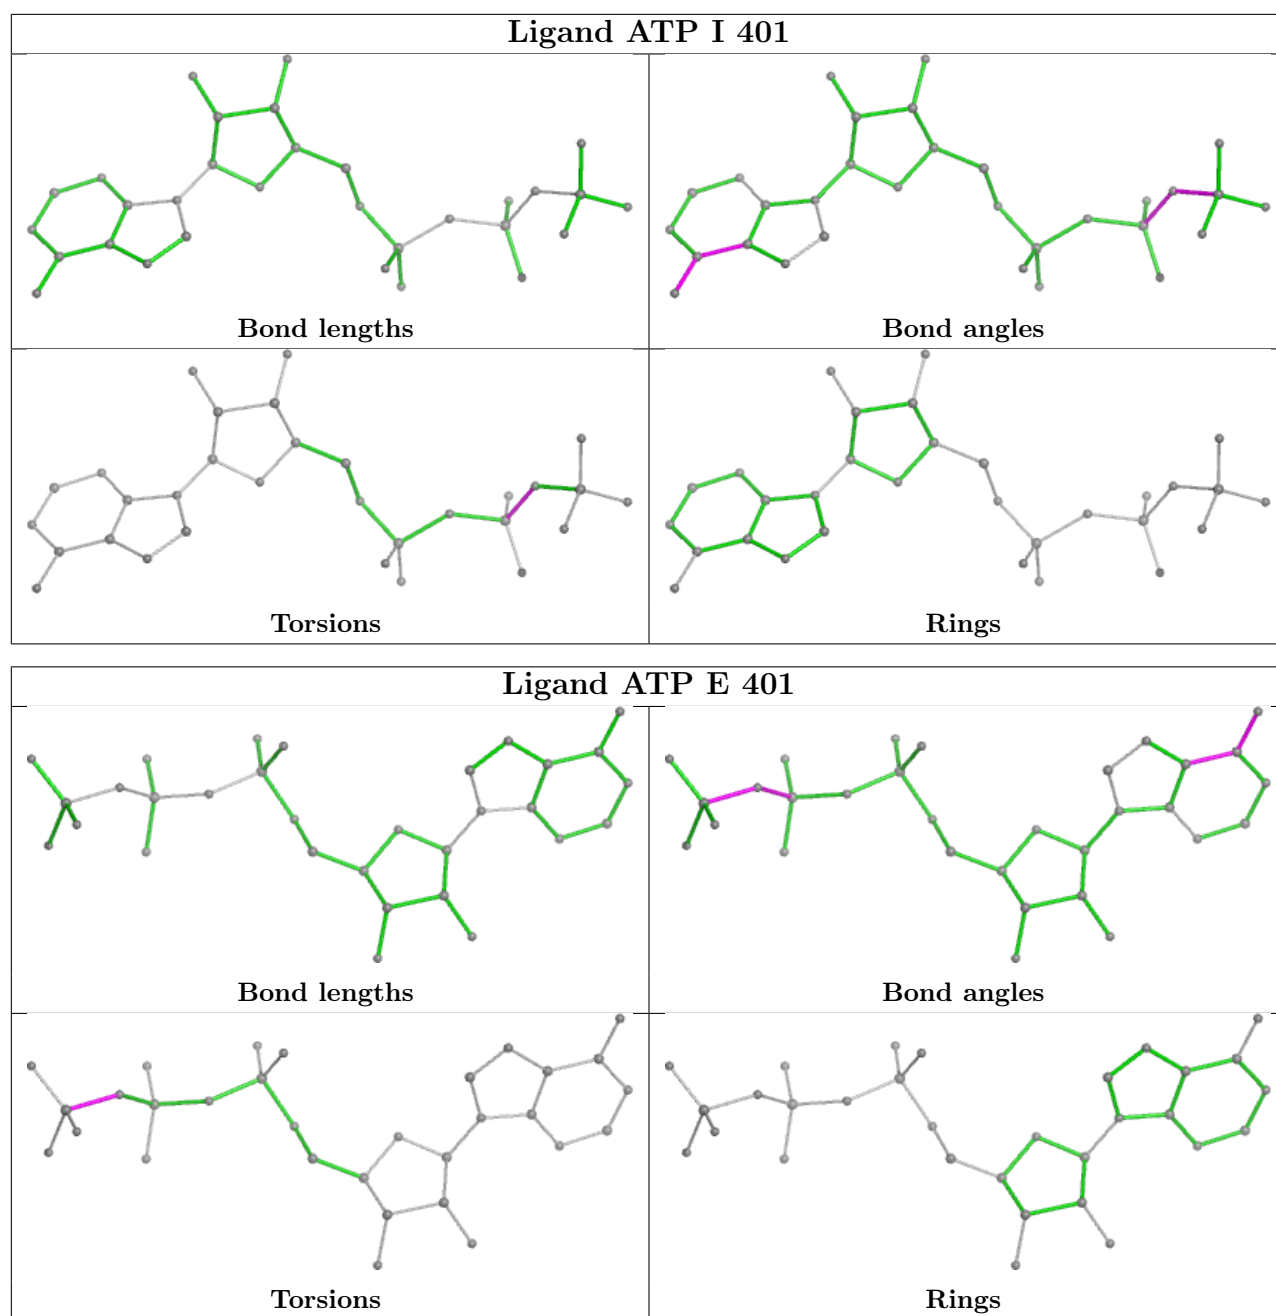 Ligand ATP I 401
Bond lengths
Bond angles
Torsions
Rings
Ligand ATP E 401
Bond lengths
Bond angles
Torsions
Rings